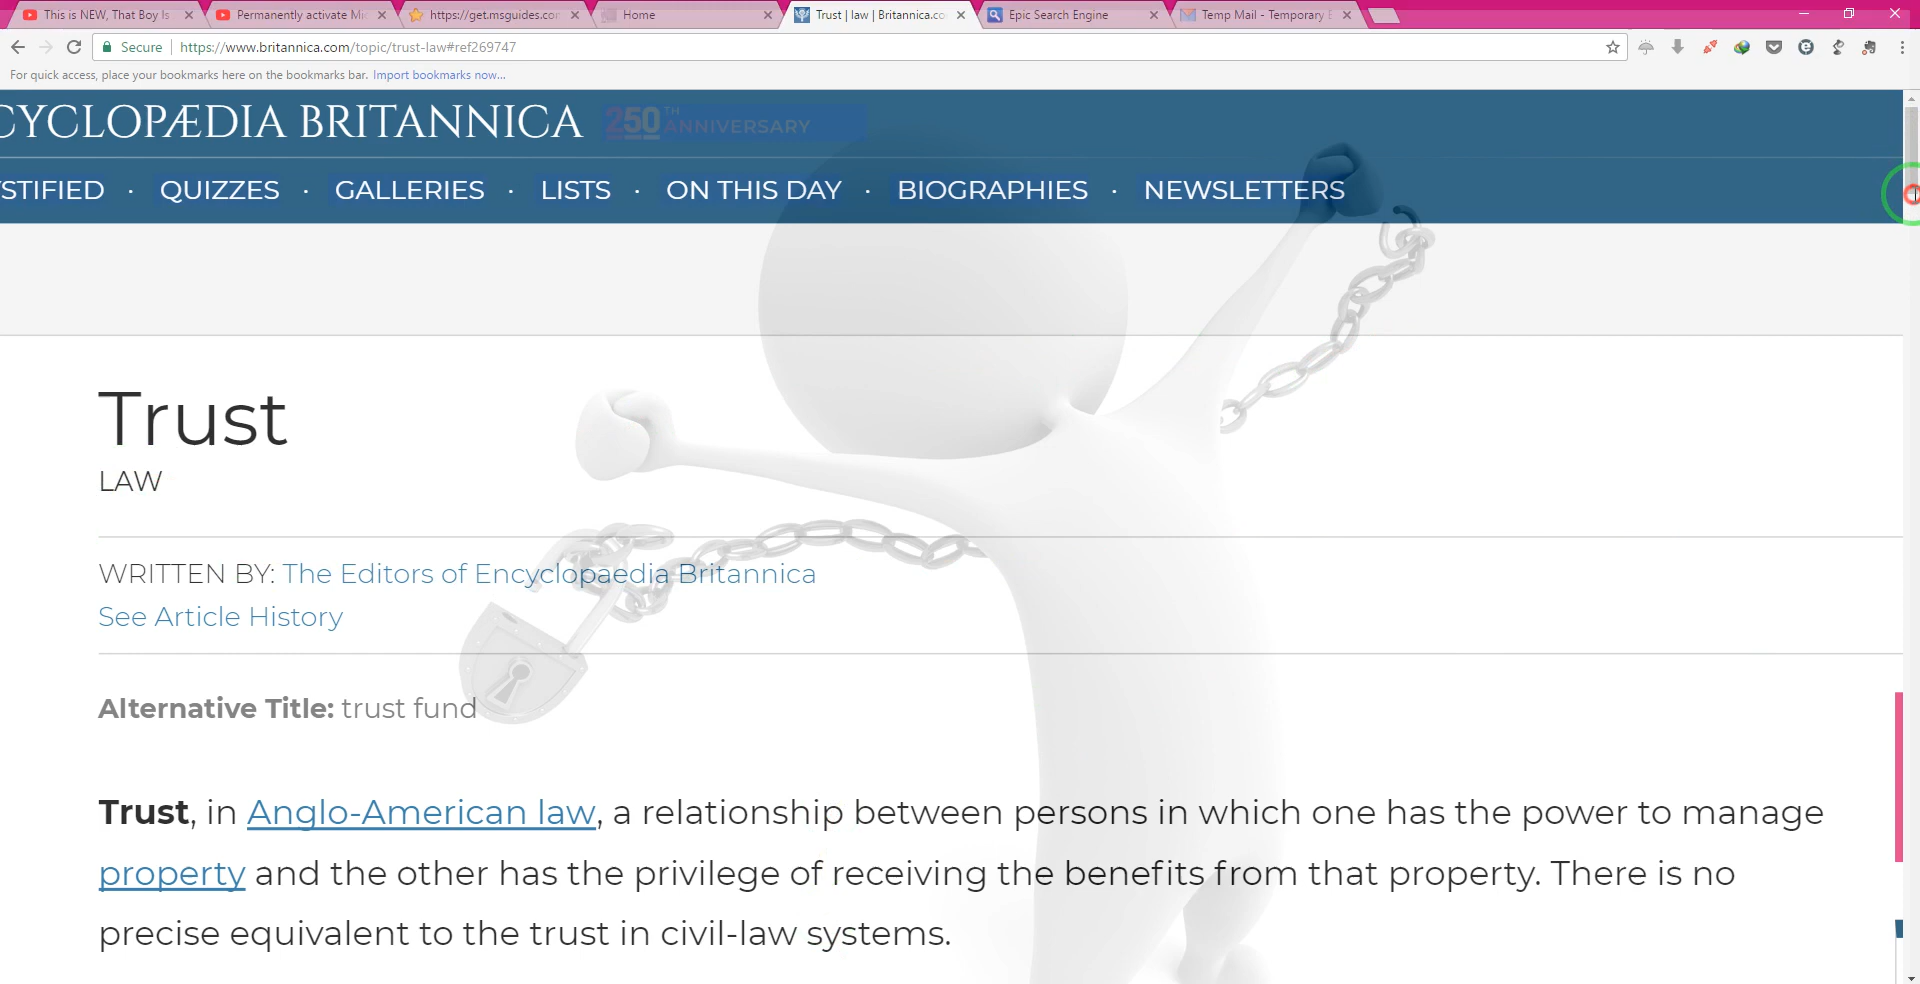 This is NEW, That Boy Is
Permanently activate Mi
https://get.msguides.co
Home
Trust | law | Britannica.co
Epic Search Engine
Temp Mail - Temporary E
Secure
https://www.britannica.com/topic/trust-law#ref269747
For quick access, place your bookmarks here on the bookmarks bar. Import bookmarks now...
CYCLOPÆDIA BRITANNICA
250TH ANNIVERSARY
STIFIED · QUIZZES · GALLERIES · LISTS · ON THIS DAY · BIOGRAPHIES · NEWSLETTERS
Trust
LAW
WRITTEN BY: The Editors of Encyclopaedia Britannica
See Article History
Alternative Title: trust fund
Trust, in Anglo-American law, a relationship between persons in which one has the power to manage
property and the other has the privilege of receiving the benefits from that property. There is no
precise equivalent to the trust in civil-law systems.